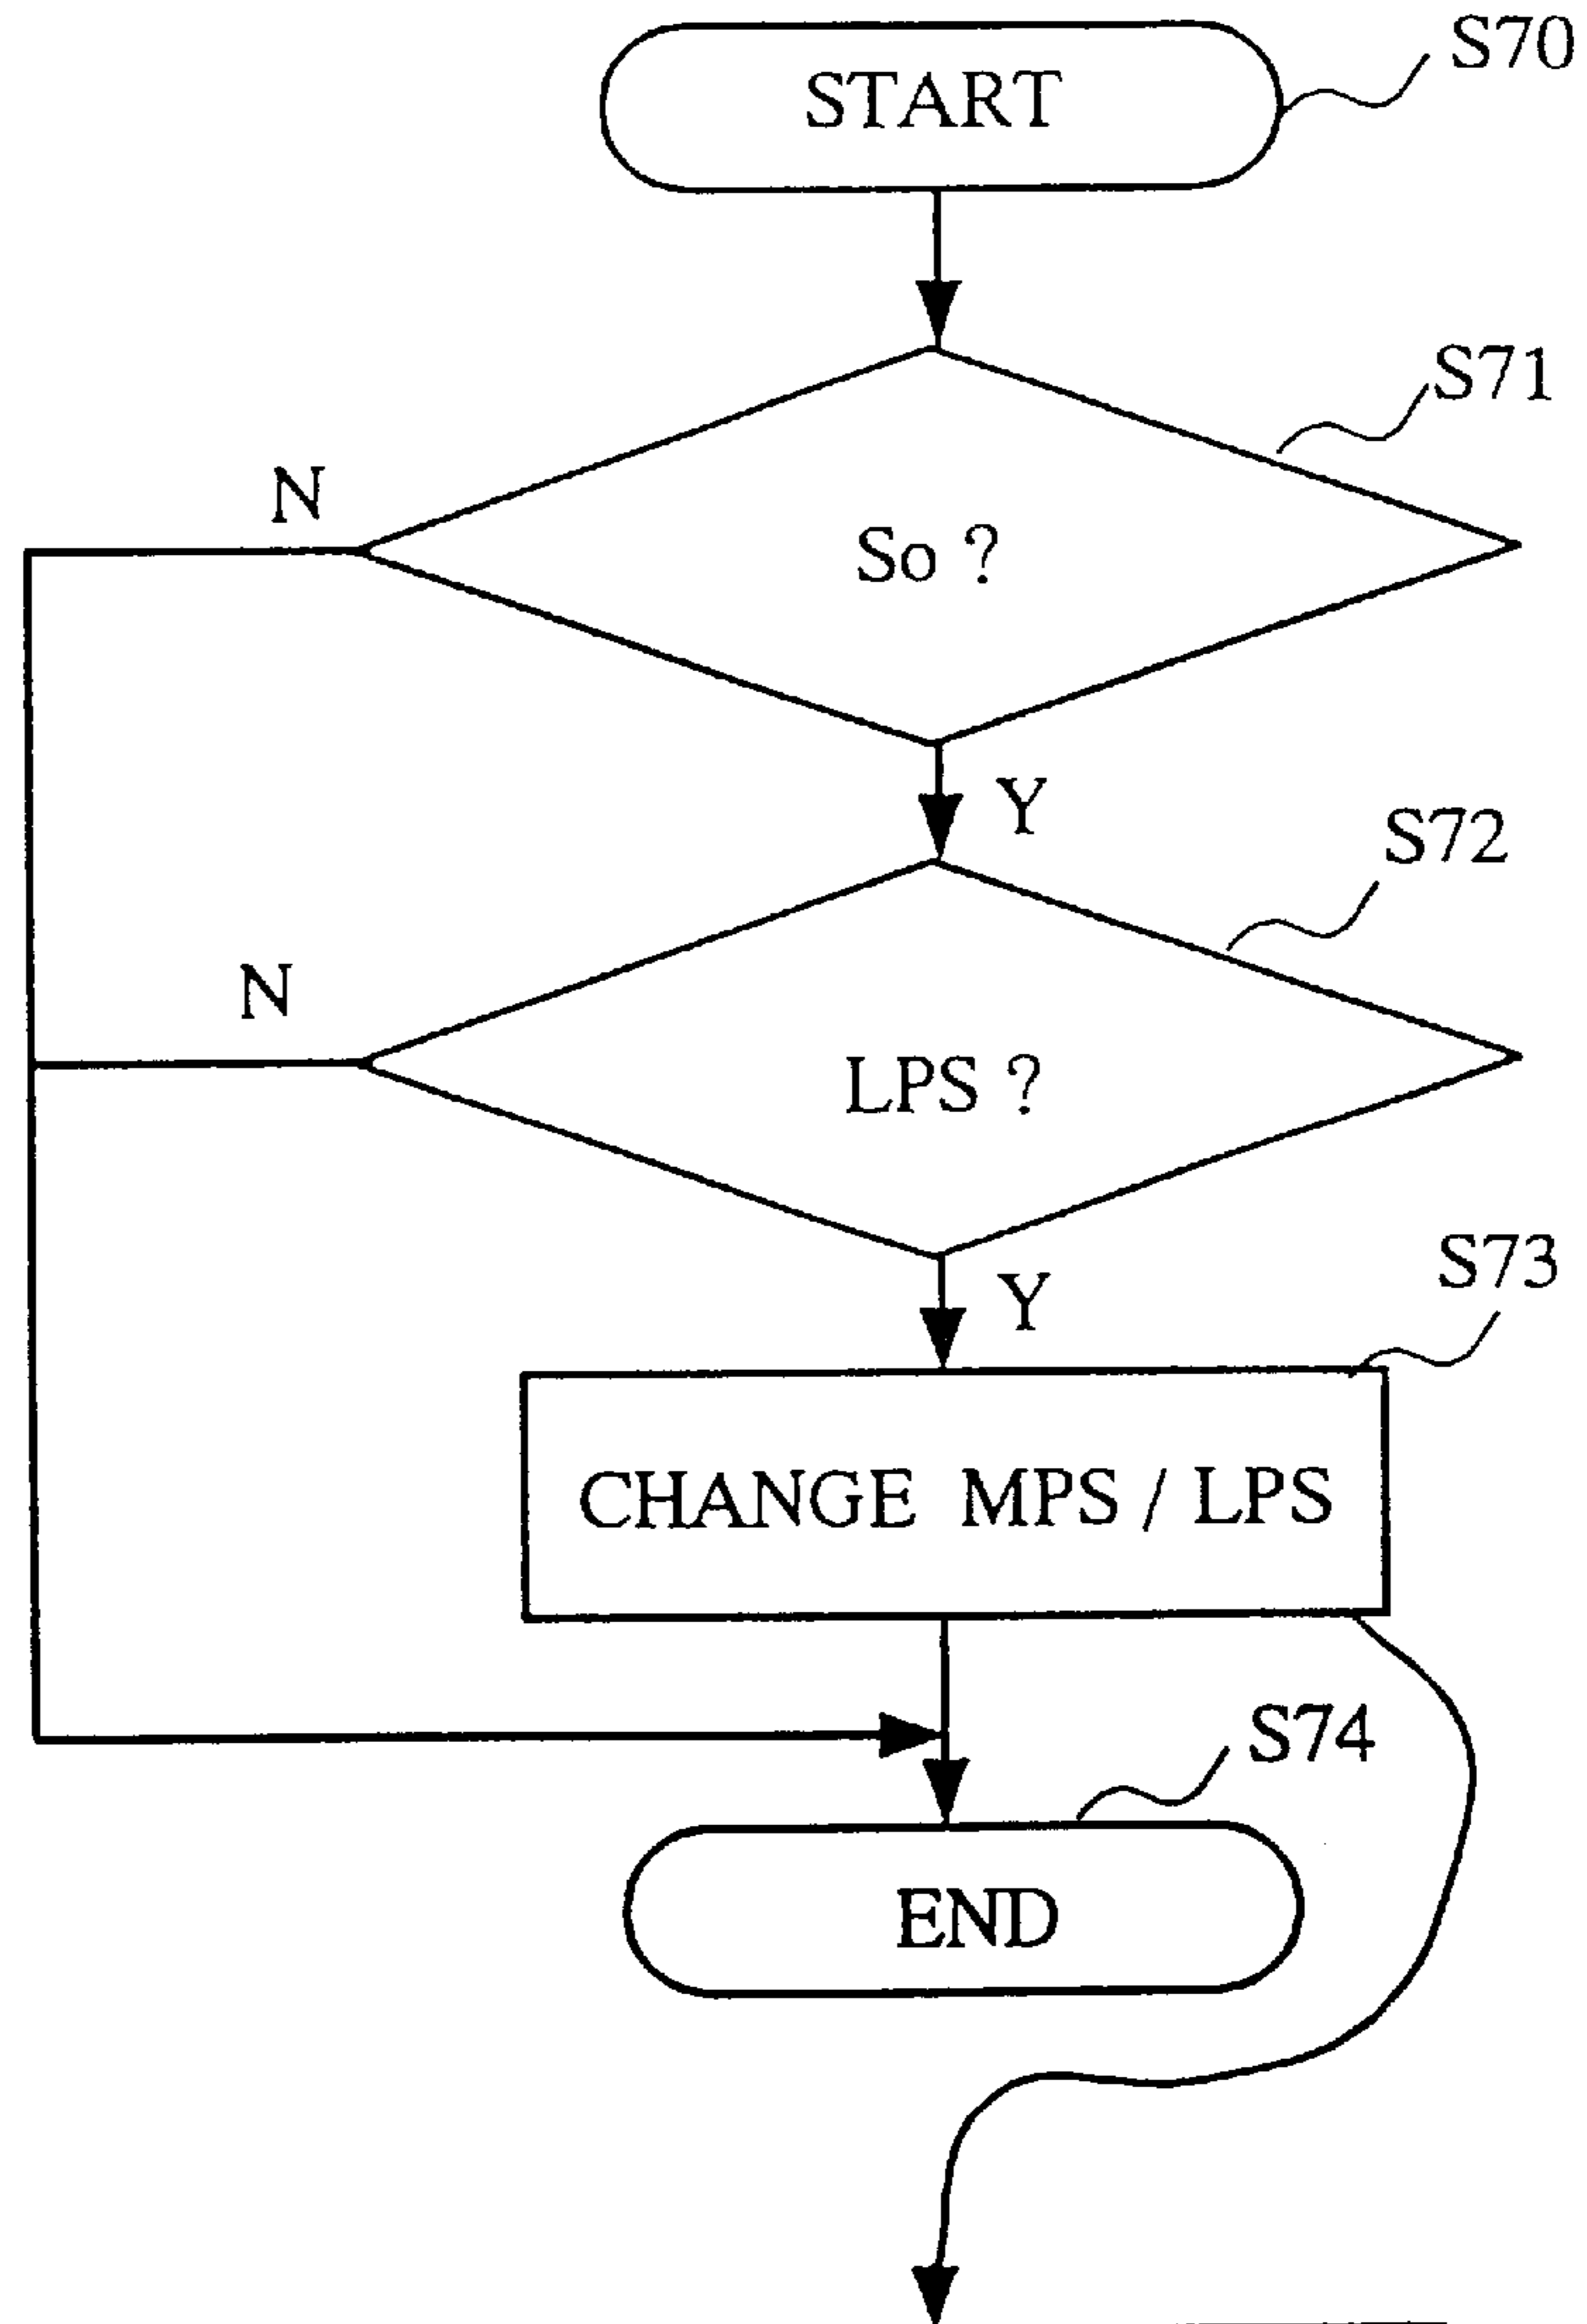 S70
START
S71
N
So ?
Y
S72
N
LPS ?
Y
S73
CHANGE MPS / LPS
S74
END